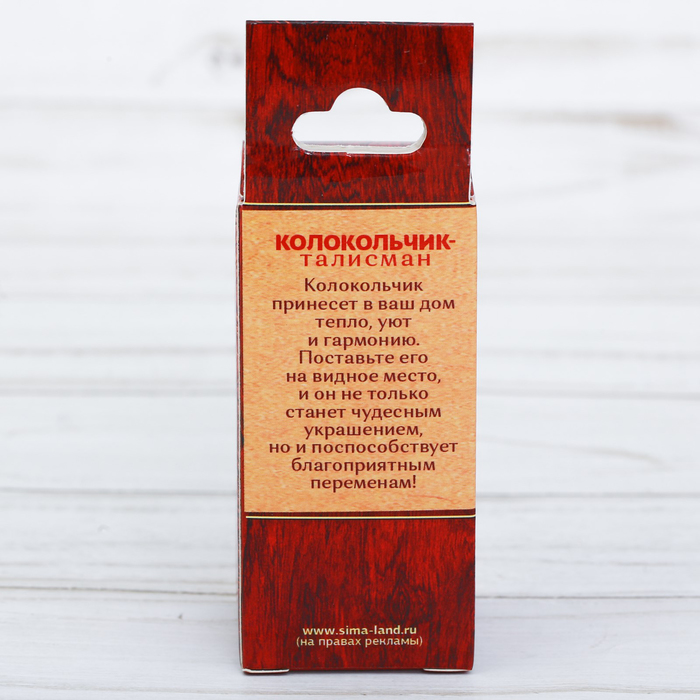 КОЛОКОЛЬЧИК-
ТАЛИСМАН
Колокольчик
принесет в ваш дом
тепло, уют
и гармонию.
Поставьте его
на видное место,
и он не только
станет чудесным
украшением,
но и поспособствует
благоприятным
переменам!
www.sima-land.ru
(на правах рекламы)